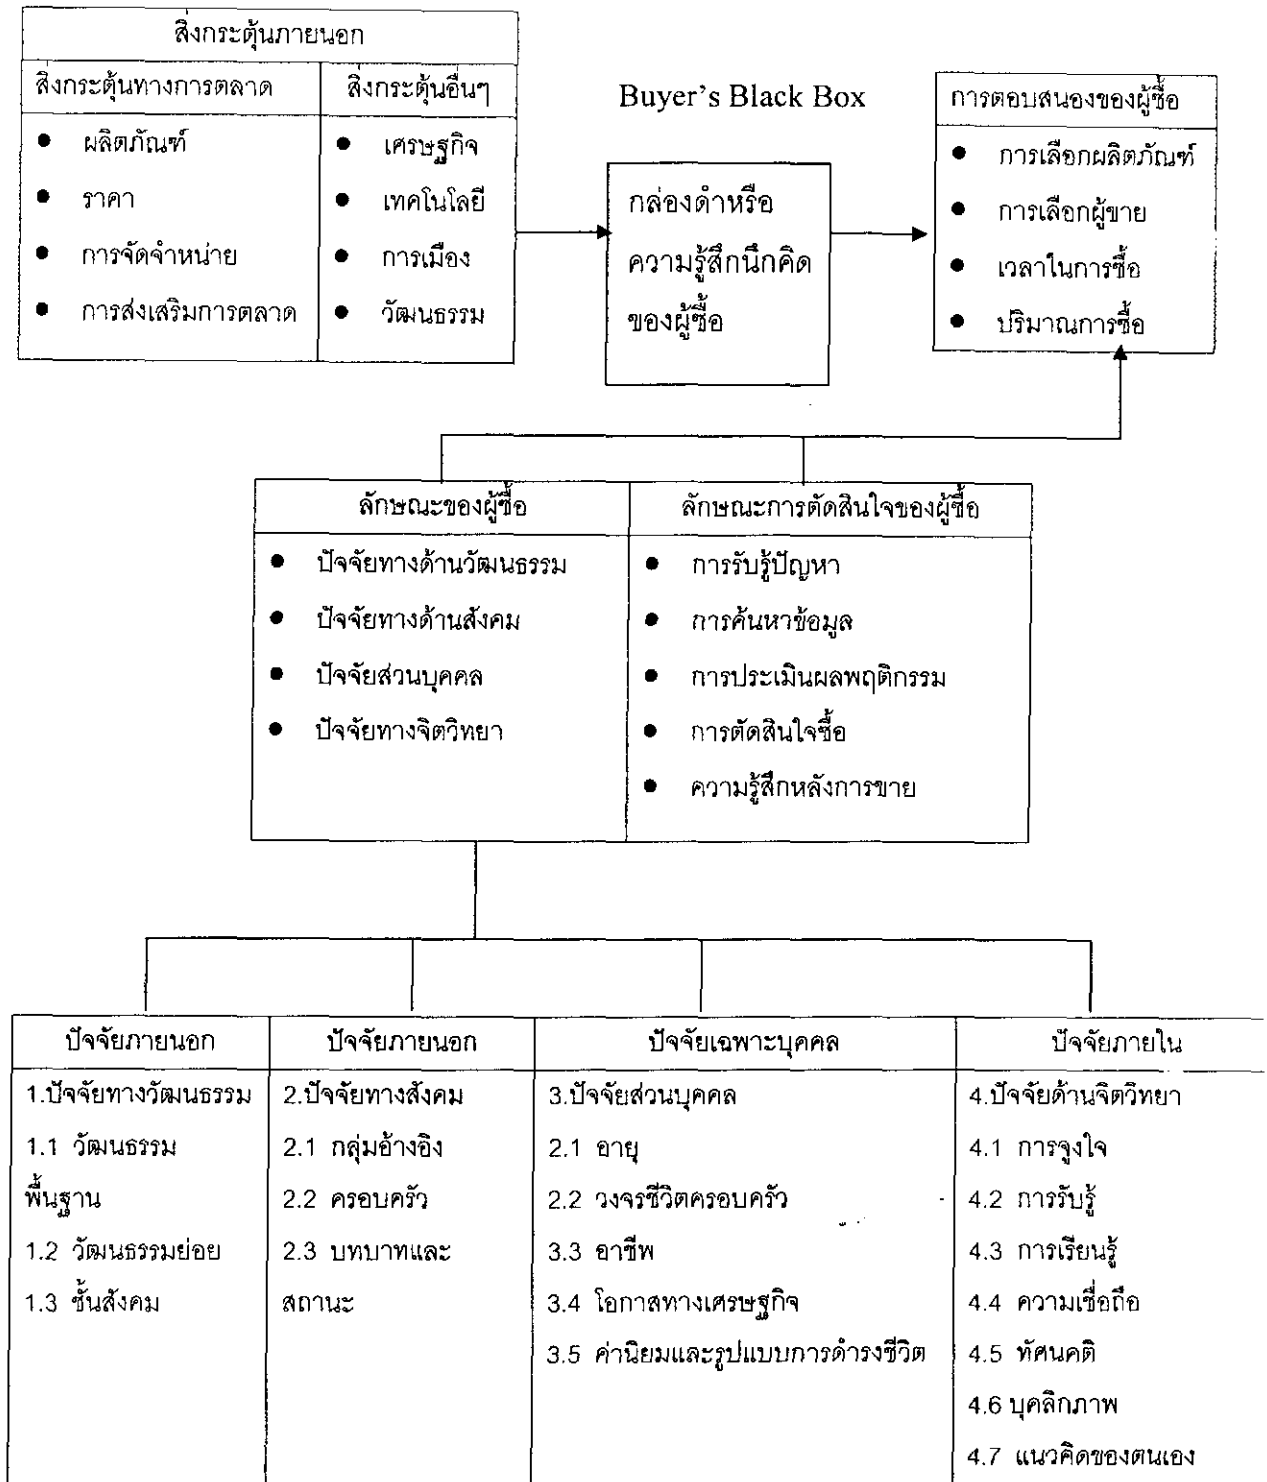 สิ่งกระตุ้นภายนอก
สิ่งกระตุ้นทางการตลาด
ผลิตภัณฑ์
ราคา
การจัดจำหน่าย
การส่งเสริมการตลาด
สิ่งกระตุ้นอื่นๆ
เศรษฐกิจ
เทคโนโลยี
การเมือง
วัฒนธรรม
Buyer's Black Box
กล่องดำหรือ
ความรู้สึกนึกคิด
ของผู้ซื้อ
การตอบสนองของผู้ซื้อ
การเลือกผลิตภัณฑ์
การเลือกผู้ขาย
เวลาในการซื้อ
ปริมาณการซื้อ
ลักษณะของผู้ซื้อ
ปัจจัยทางด้านวัฒนธรรม
ปัจจัยทางด้านสังคม
ปัจจัยส่วนบุคคล
ปัจจัยทางจิตวิทยา
ลักษณะการตัดสินใจของผู้ซื้อ
การรับรู้ปัญหา
การค้นหาข้อมูล
การประเมินผลพฤติกรรม
การตัดสินใจซื้อ
ความรู้สึกหลังการขาย
ปัจจัยภายนอก
1.ปัจจัยทางวัฒนธรรม
1.1 วัฒนธรรม
พื้นฐาน
1.2 วัฒนธรรมย่อย
1.3 ชั้นสังคม
ปัจจัยภายนอก
2.ปัจจัยทางสังคม
2.1 กลุ่มอ้างอิง
2.2 ครอบครัว
2.3 บทบาทและ
สถานะ
ปัจจัยเฉพาะบุคคล
3.ปัจจัยส่วนบุคคล
2.1 อายุ
2.2 วงจรชีวิตครอบครัว
3.3 อาชีพ
3.4 โอกาสทางเศรษฐกิจ
3.5 ค่านิยมและรูปแบบการดำรงชีวิต
ปัจจัยภายใน
4.ปัจจัยด้านจิตวิทยา
4.1 การจูงใจ
4.2 การรับรู้
4.3 การเรียนรู้
4.4 ความเชื่อถือ
4.5 ทัศนคติ
4.6 บุคลิกภาพ
4.7 แนวคิดของตนเอง